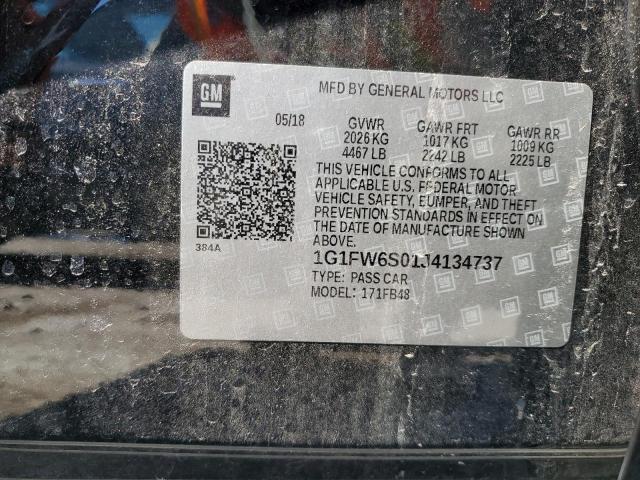 GM
MFD BY GENERAL MOTORS LLC
05/18 GVWR GAWR FRT GAWR RR
2026 KG 1017 KG 1009 KG
4467 LB 2242 LB 2225 LB
THIS VEHICLE CONFORMS TO ALL
APPLICABLE U.S. FEDERAL MOTOR
VEHICLE SAFETY, BUMPER, AND THEFT
PREVENTION STANDARDS IN EFFECT ON
THE DATE OF MANUFACTURE SHOWN
ABOVE.
384A
1G1FW6S01J4134737
TYPE: PASS CAR
MODEL: 171FB48